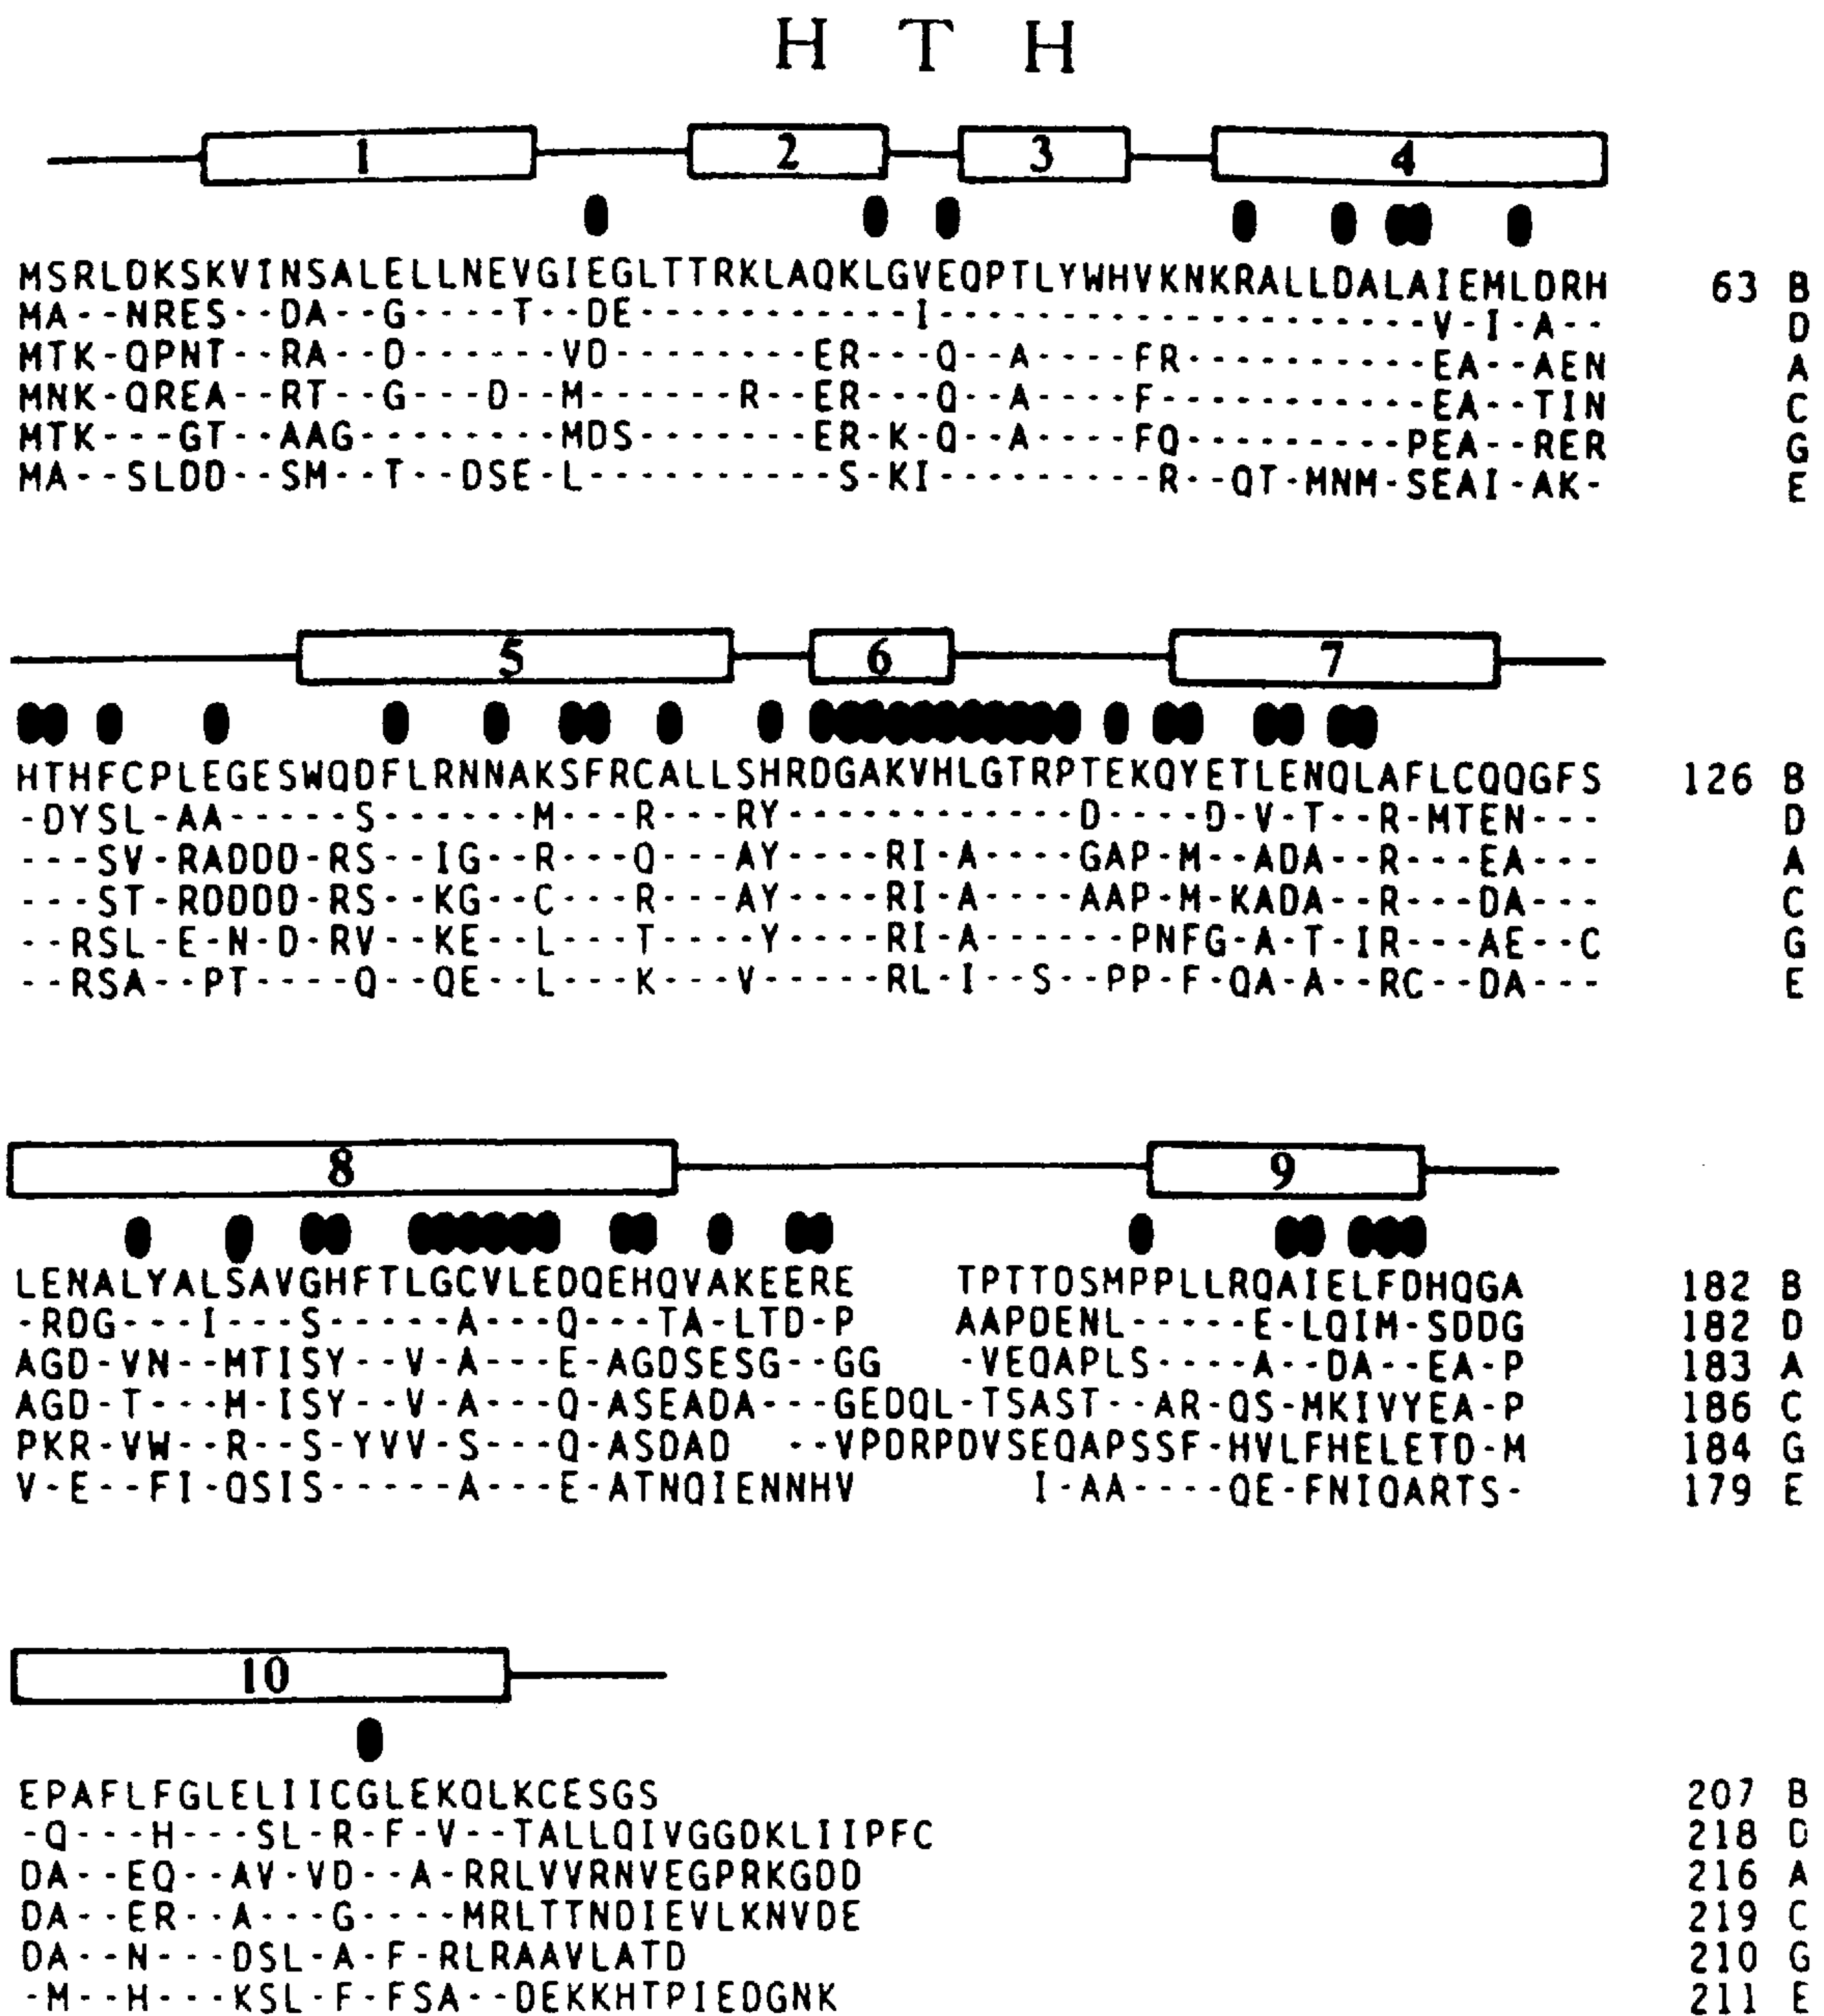 H T H
1 2 3 4
MSRLDKSKVINSALELLNEVGIEGLTTRKLAQKLGVEQPTLYWHVKNKRALLDALAIEMLDRH 63 B
MA--NRES--DA--G----T--DE-----------I-------------------V-I-A-- D
MTK-QPNT--RA--D------VD--------ER---Q--A----FR----------EA--AEN A
MNK-QREA--RT--G---D--M------R--ER---Q--A----F-----------EA--TIN C
MTK---GT--AAG--------MDS-------ER-K-Q--A----FQ---------PEA--RER G
MA--SLDD--SM--T--DSE-L----------S-KI---------R--QT-MNM-SEAI-AK- E
5 6 7
HTHFCPLEGESWQDFLRNNAKSFRCALLSHRDGAKVHLGTRPTEKQYETLENQLAFLCQQGFS 126 B
-DYSL-AA-----S------M---R---RY------------D----D-V-T--R-MTEN--- D
---SV-RADDD-RS--IG--R---Q---AY----RI-A----GAP-M--ADA--R---EA--- A
---ST-RDDDD-RS--KG--C---R---AY----RI-A----AAP-M-KADA--R---DA--- C
--RSL-E-N-D-RV--KE--L---T----Y----RI-A------PNFG-A-T-IR---AE--C G
--RSA--PT----Q--QE--L---K---V-----RL-I--S--PP-F-QA-A--RC--DA--- E
8 9
LENALYALSAVGHFTLGCVLEDQEHQVAKEERE TPTTDSMPPLLRQAIELFDHQGA 182 B
-RDG---I---S-----A---Q---TA-LTD-P AAPDENL-----E-LQIM-SDDG 182 D
AGD-VN--MTISY--V-A---E-AGDSESG--GG -VEQAPLS----A--DA--EA-P 183 A
AGD-T---M-ISY--V-A---Q-ASEADA---GEDQL-TSAST--AR-QS-MKIVYEA-P 186 C
PKR-VW--R--S-YVV-S---Q-ASDAD --VPDRPDVSEQAPSSF-HVLFHELETD-M 184 G
V-E--FI-QSIS-----A---E-ATNQIENNHV I-AA----QE-FNIQARTS- 179 E
10
EPAFLFGLELIICGLEKQLKCESGS 207 B
-Q---H---SL-R-F-V--TALLQIVGGDKLIIPFC 218 D
DA--EQ--AV-VD--A-RRLVVRNVEGPRKGDD 216 A
DA--ER--A---G----MRLTTNDIEVLKNVDE 219 C
DA--N---DSL-A-F-RLRAAVLATD 210 G
-M--H---KSL-F-FSA--DEKKHTPIEDGNK 211 E